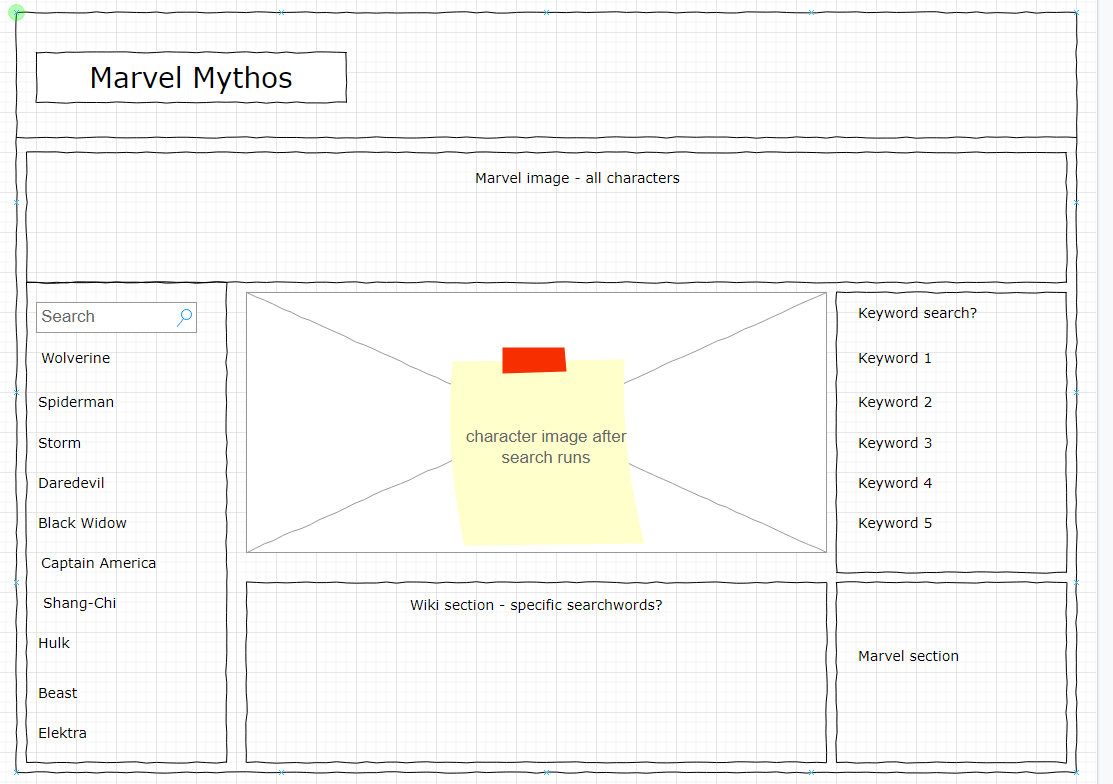 Marvel Mythos
Marvel image - all characters
Search
Wolverine
Spiderman
Storm
Daredevil
Black Widow
Captain America
Shang-Chi
Hulk
Beast
Elektra
character image after
search runs
Wiki section - specific searchwords?
Keyword search?
Keyword 1
Keyword 2
Keyword 3
Keyword 4
Keyword 5
Marvel section